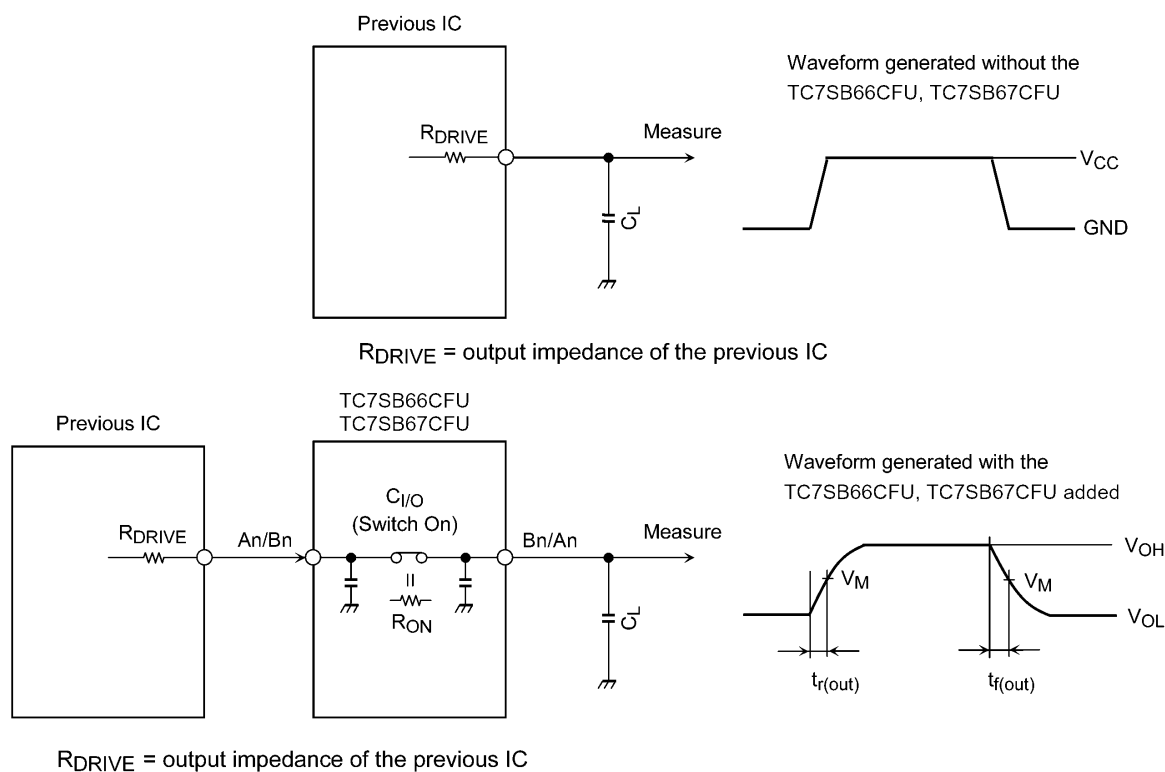 Previous IC
RDRIVE
Measure
CL
Waveform generated without the
TC7SB66CFU, TC7SB67CFU
VCC
GND
RDRIVE = output impedance of the previous IC
Previous IC
RDRIVE
An/Bn
TC7SB66CFU
TC7SB67CFU
CI/O
(Switch On)
RON
Bn/An
Measure
CL
Waveform generated with the
TC7SB66CFU, TC7SB67CFU added
VOH
VM
VM
VOL
tr(out)
tf(out)
RDRIVE = output impedance of the previous IC